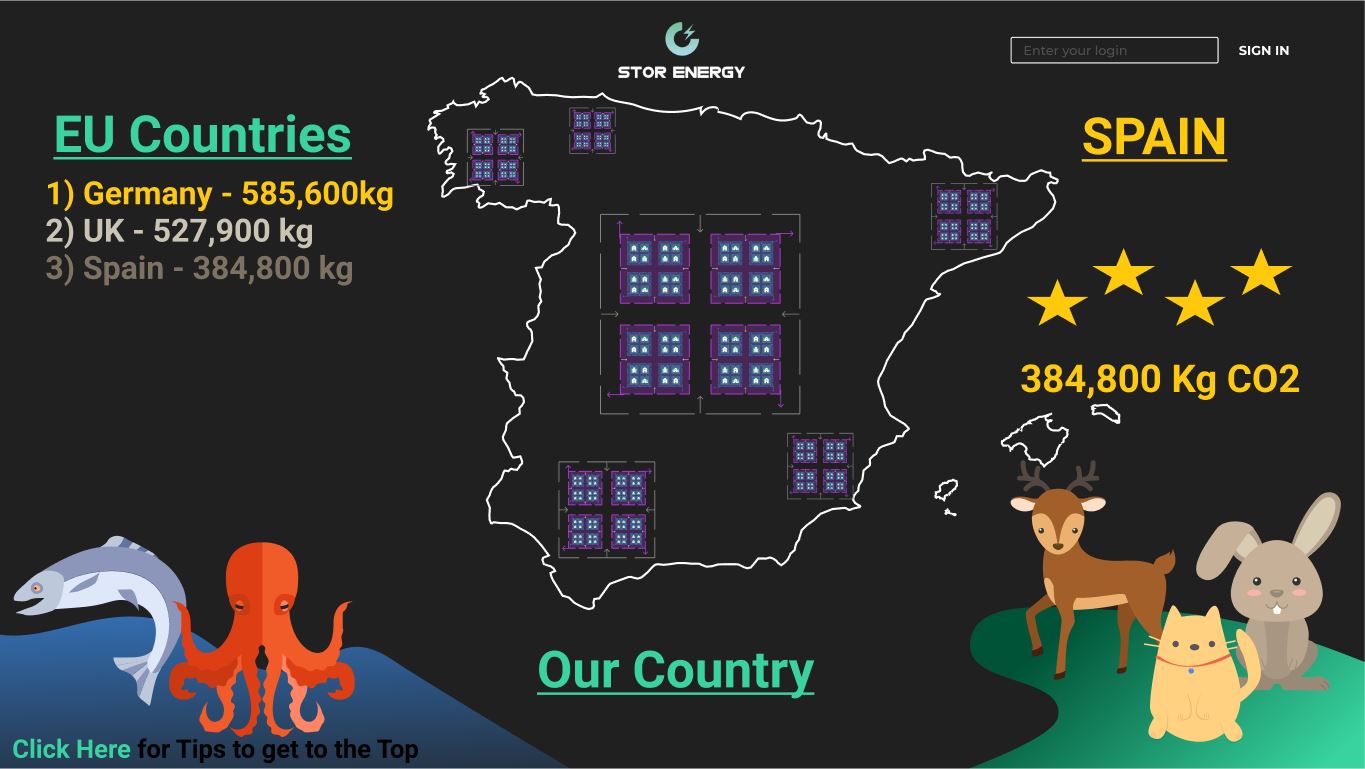 STOR ENERGY
Enter your login
SIGN IN
EU Countries
1) Germany - 585,600kg
2) UK - 527,900 kg
3) Spain - 384,800 kg
SPAIN
384,800 Kg CO2
Our Country
Click Here for Tips to get to the Top